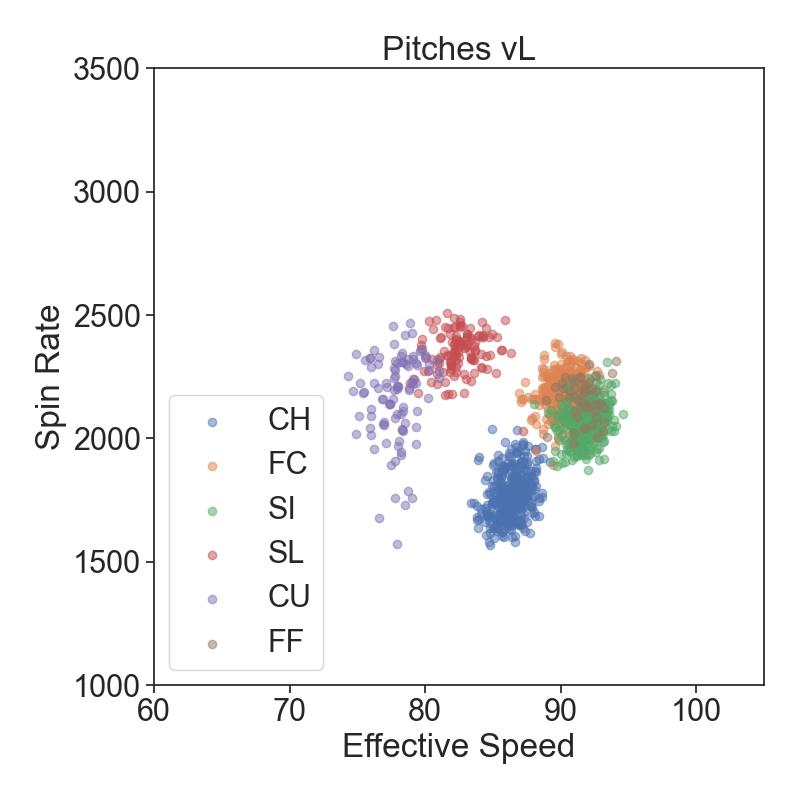 Pitches vL
3500
3000
2500
2000
1500
1000
Spin Rate
CH
FC
SI
SL
CU
FF
60 70 80 90 100
Effective Speed